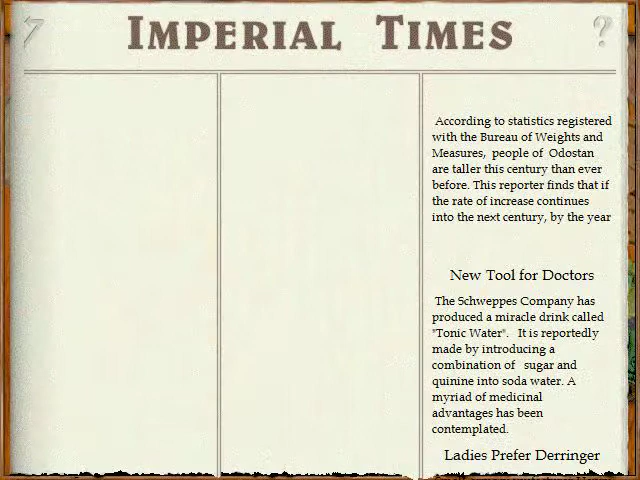 IMPERIAL TIMES
?
According to statistics registered
with the Bureau of Weights and
Measures, people of Odostan
are taller this century than ever
before. This reporter finds that if
the rate of increase continues
into the next century, by the year
New Tool for Doctors
The Schweppes Company has
produced a miracle drink called
"Tonic Water". It is reportedly
made by introducing a
combination of sugar and
quinine into soda water. A
myriad of medicinal
advantages has been
contemplated.
Ladies Prefer Derringer